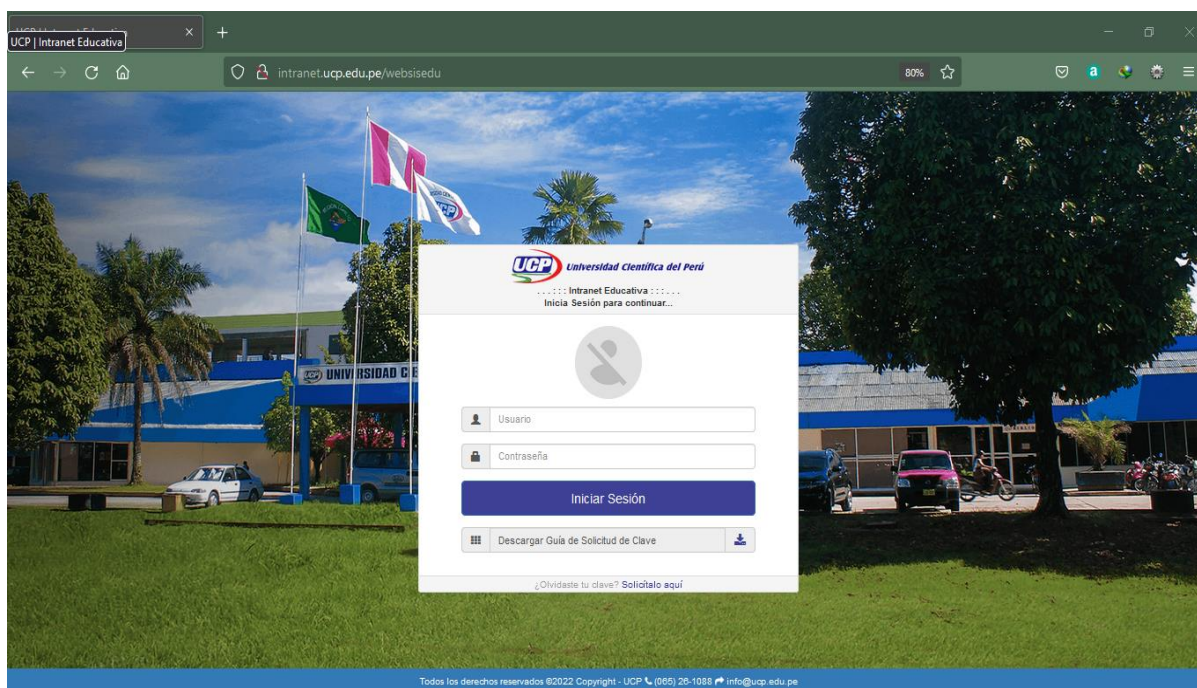 UCP | Intranet Educativa
intranet.ucp.edu.pe/websisedu
80%
a
UCP
Universidad Científica del Perú
. . . : : : Intranet Educativa : : : . . .
Inicia Sesión para continuar...
UCP UNIVERSIDAD C
Usuario
Contraseña
Iniciar Sesión
Descargar Guía de Solicitud de Clave
¿Olvidaste tu clave? Solicítalo aquí
Todos los derechos reservados ©2022 Copyright - UCP (065) 26-1088 info@ucp.edu.pe